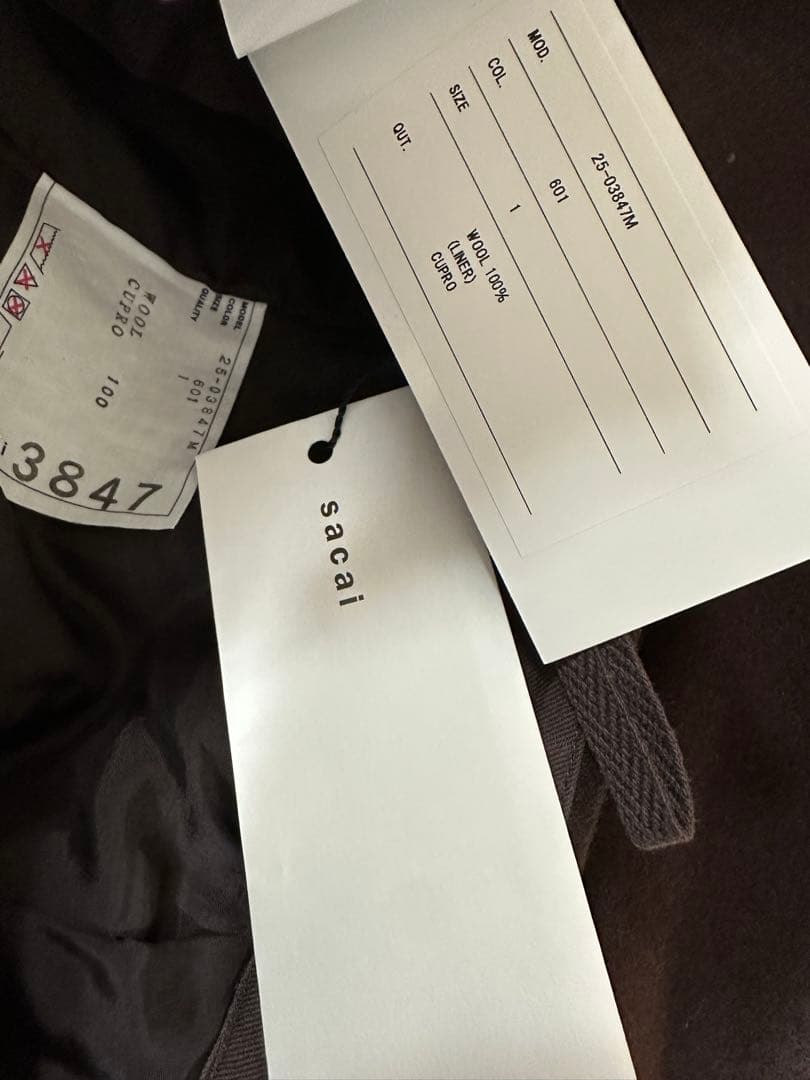 MOD. 25-03847M
COL. 601
SIZE 1
QUT. WOOL 100%
(LINER)
CUPRO
sacai
MODEL 25-03847M
COLOR 601
SIZE 1
QUALITY
WOOL 100
CUPRO
3847